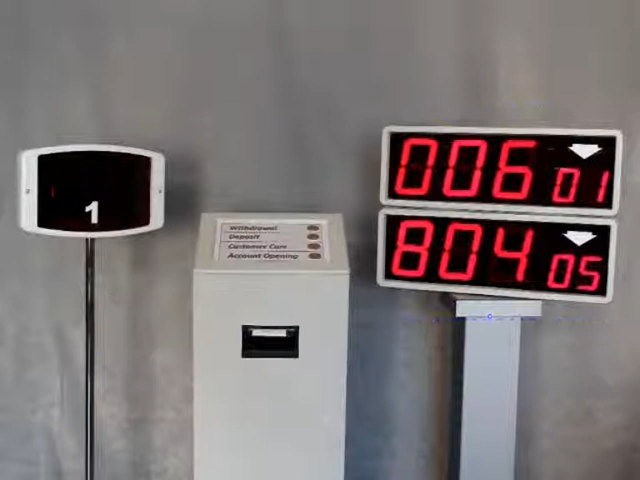 1
Withdrawal
Deposit
Customer Care
Account Opening
006 01
804 05